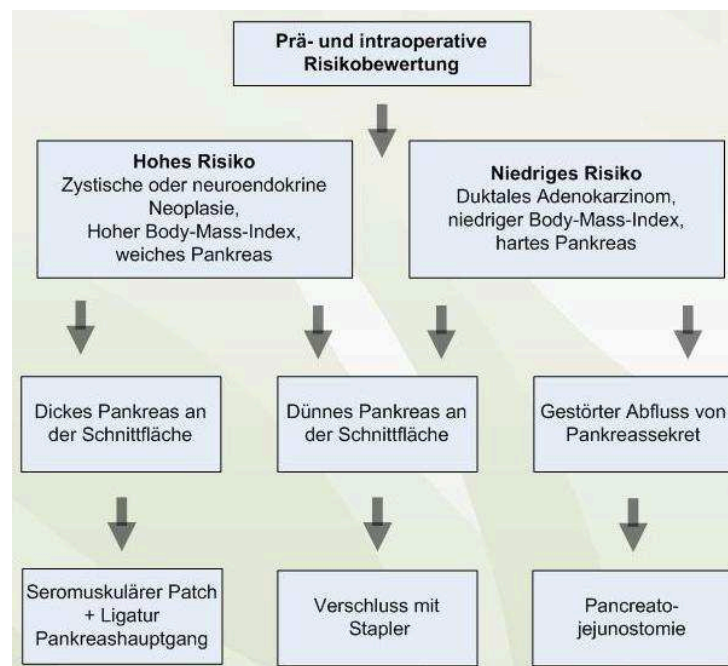 Prä- und intraoperative
Risikobewertung
Hohes Risiko
Zystische oder neuroendokrine
Neoplasie,
Hoher Body-Mass-Index,
weiches Pankreas
Niedriges Risiko
Duktales Adenokarzinom,
niedriger Body-Mass-Index,
hartes Pankreas
Dickes Pankreas an
der Schnittfläche
Dünnes Pankreas an
der Schnittfläche
Gestörter Abfluss von
Pankreassekret
Seromuskulärer Patch
+ Ligatur
Pankreashauptgang
Verschluss mit
Stapler
Pancreato-
jejunostomie